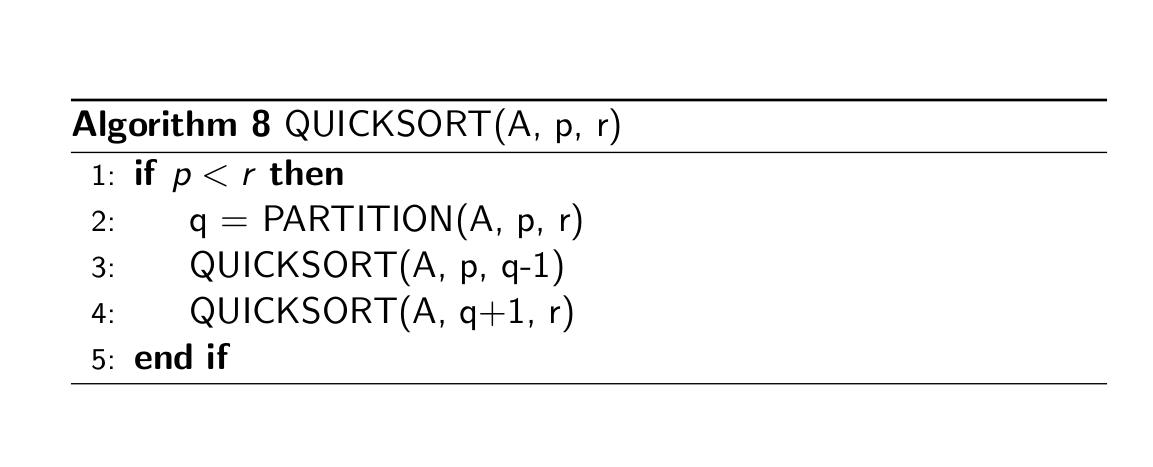 Algorithm 8 QUICKSORT(A, p, r)
1: if p < r then
2: q = PARTITION(A, p, r)
3: QUICKSORT(A, p, q-1)
4: QUICKSORT(A, q+1, r)
5: end if